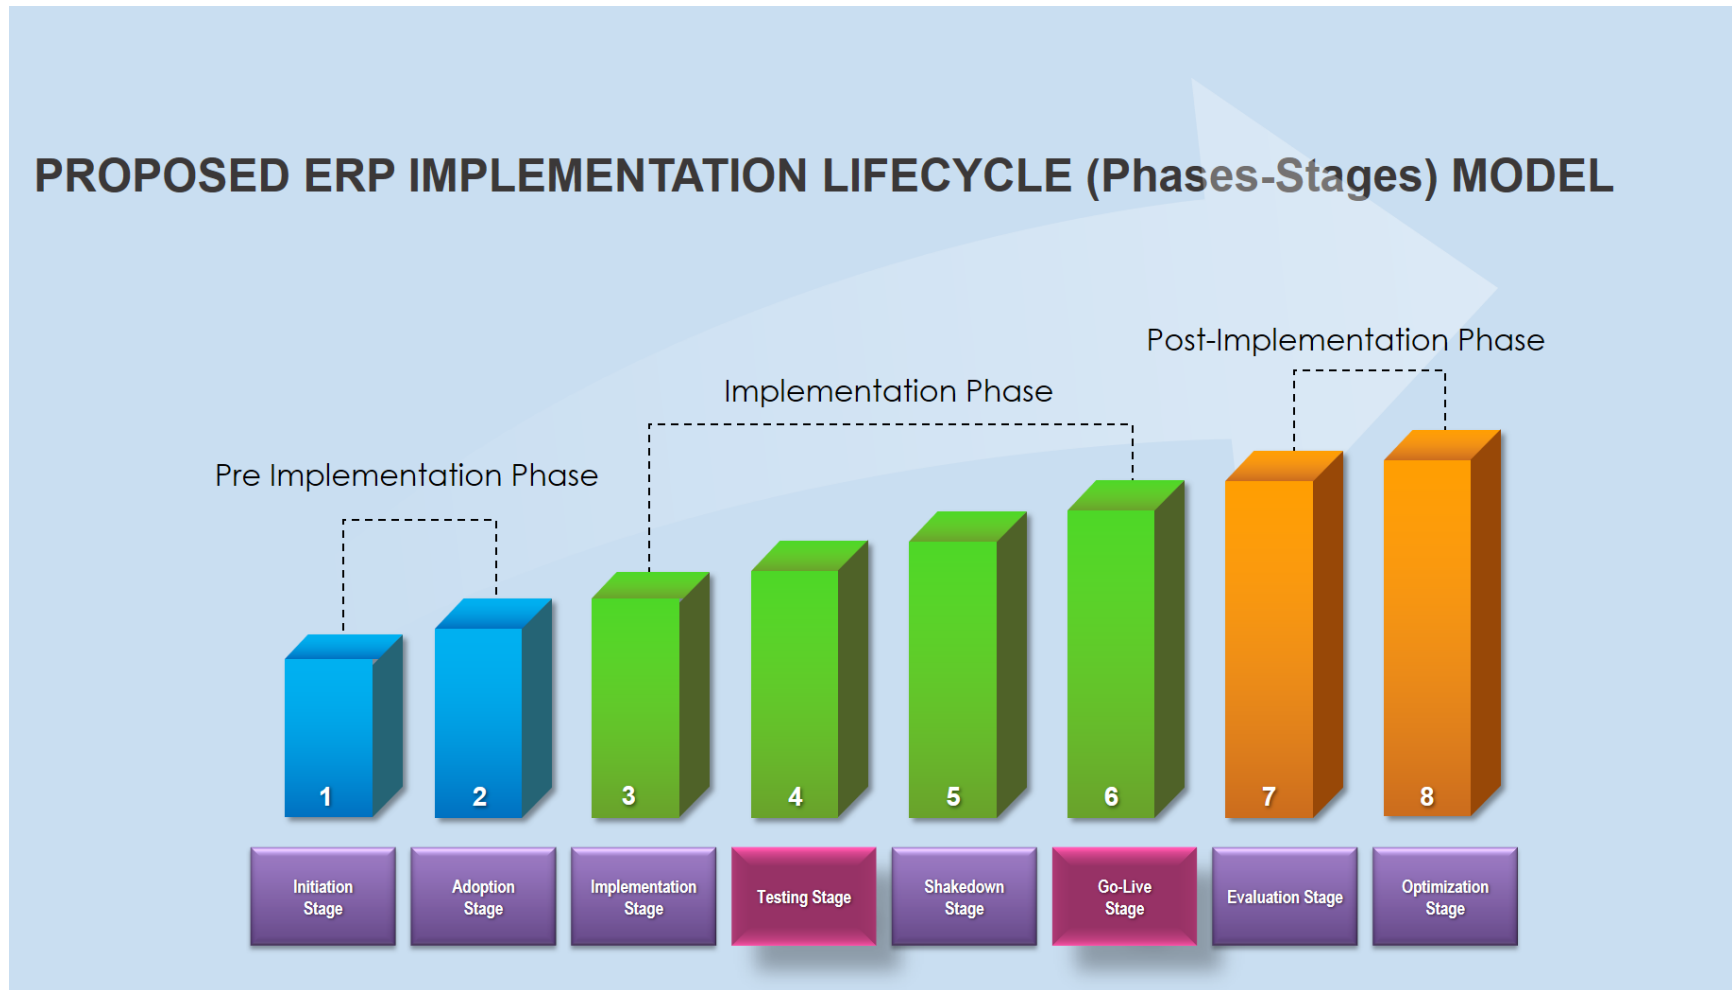 PROPOSED ERP IMPLEMENTATION LIFECYCLE (Phases-Stages) MODEL
Post-Implementation Phase
Implementation Phase
Pre Implementation Phase
1
2
3
4
5
6
7
8
Initiation
Stage
Adoption
Stage
Implementation
Stage
Testing Stage
Shakedown
Stage
Go-Live
Stage
Evaluation Stage
Optimization
Stage